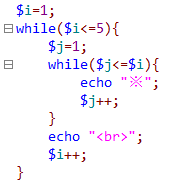 $i=1;
while($i<=5){
$j=1;
while($j<=$i){
echo "※";
$j++;
}
echo "<br>";
$i++;
}